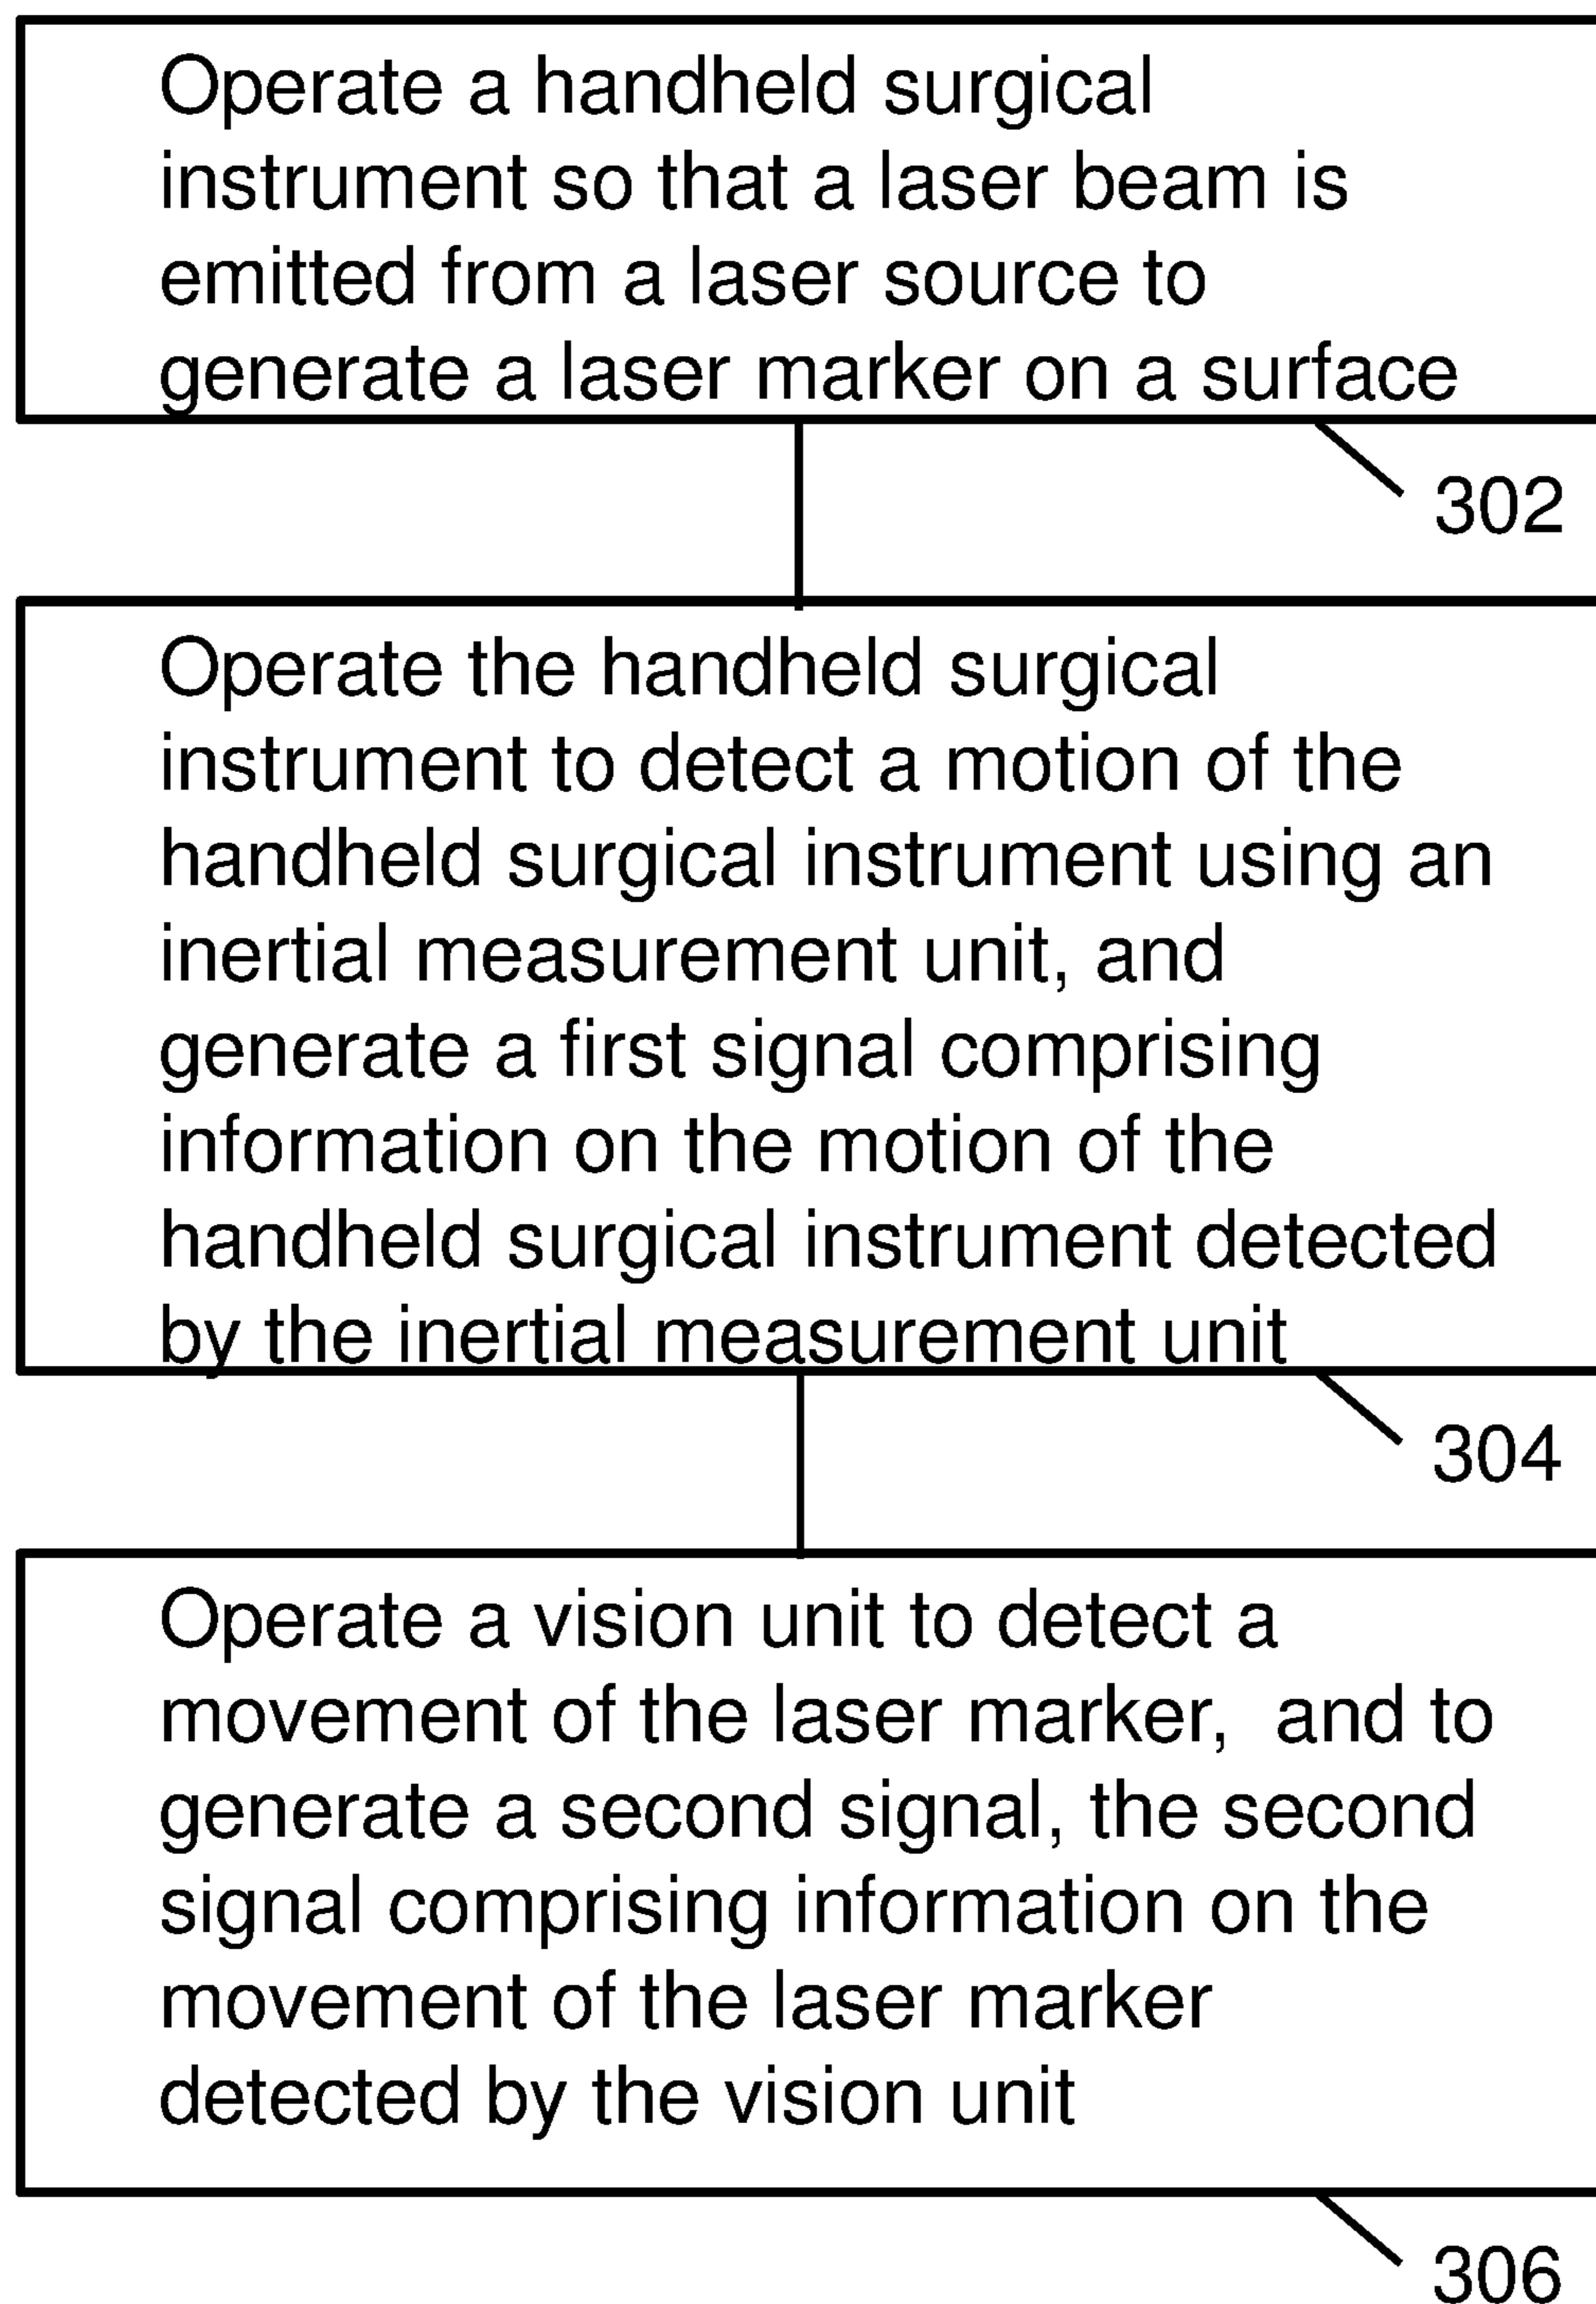 Operate a handheld surgical
instrument so that a laser beam is
emitted from a laser source to
generate a laser marker on a surface
302
Operate the handheld surgical
instrument to detect a motion of the
handheld surgical instrument using an
inertial measurement unit, and
generate a first signal comprising
information on the motion of the
handheld surgical instrument detected
by the inertial measurement unit
304
Operate a vision unit to detect a
movement of the laser marker,  and to
generate a second signal, the second
signal comprising information on the
movement of the laser marker
detected by the vision unit
306